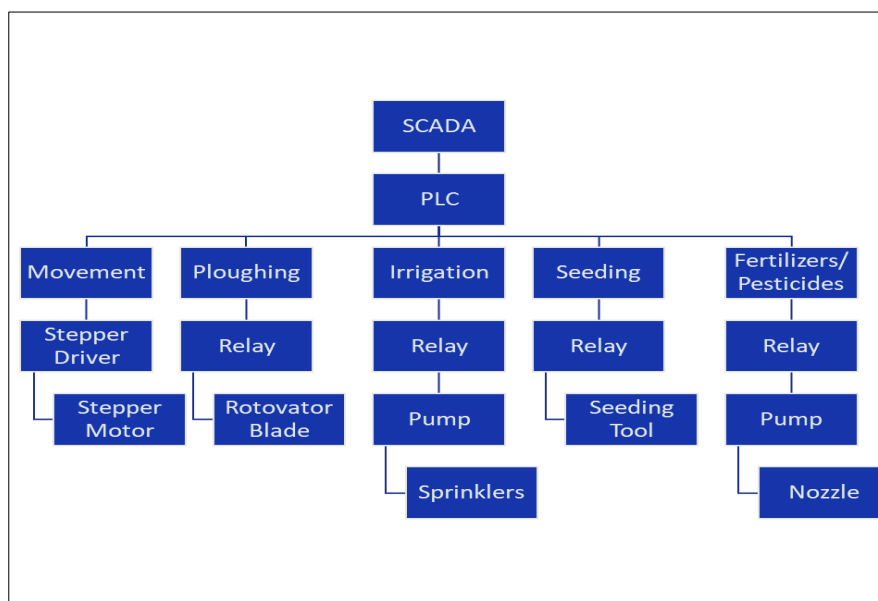 SCADA
PLC
Movement
Ploughing
Irrigation
Seeding
Fertilizers/
Pesticides
Stepper
Driver
Relay
Relay
Relay
Relay
Stepper
Motor
Rotovator
Blade
Pump
Seeding
Tool
Pump
Sprinklers
Nozzle